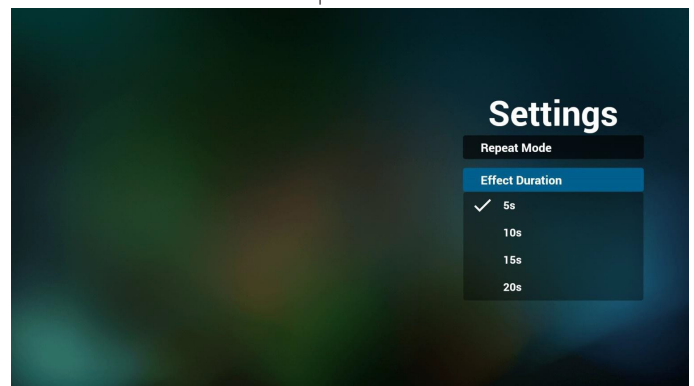 Settings
Repeat Mode
Effect Duration
5s
10s
15s
20s